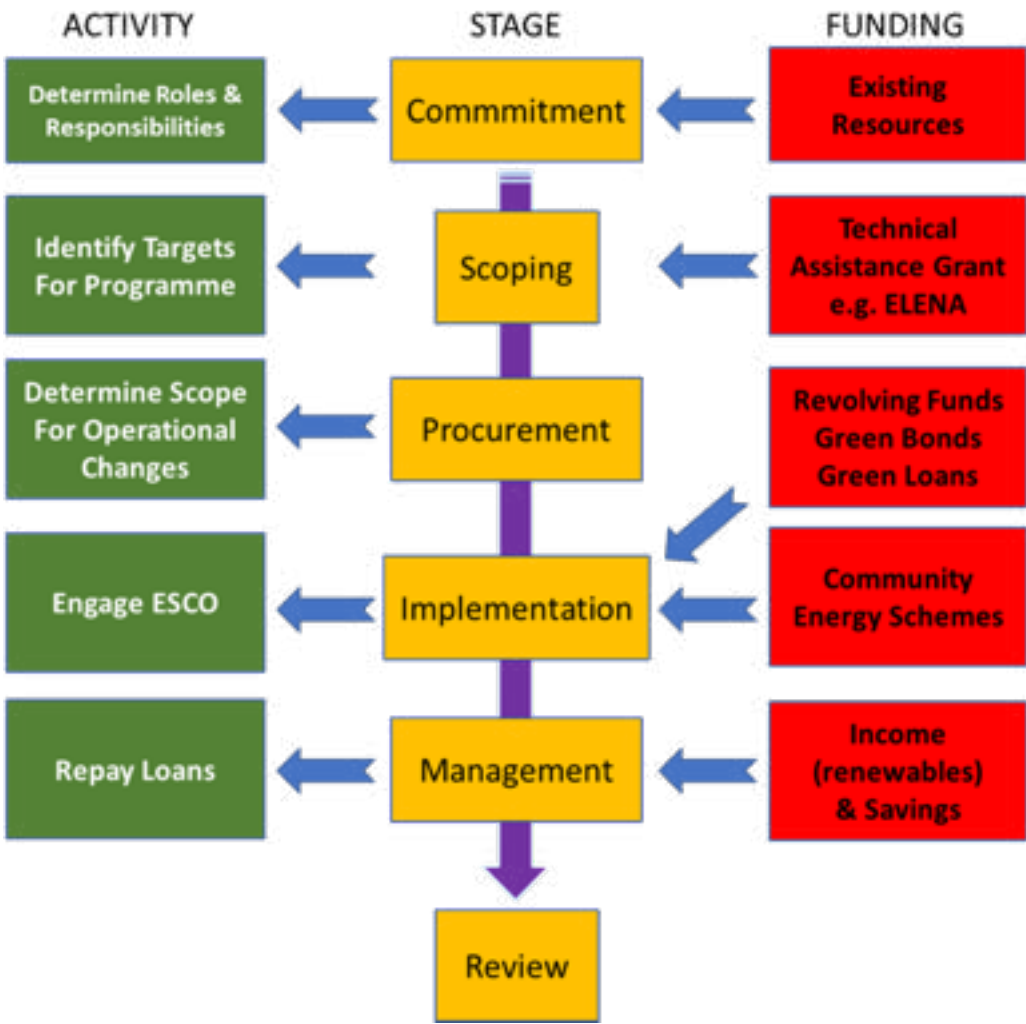 ACTIVITY
STAGE
FUNDING
Determine Roles &
Responsibilities
Commmitment
Existing
Resources
Identify Targets
For Programme
Scoping
Technical
Assistance Grant
e.g. ELENA
Determine Scope
For Operational
Changes
Procurement
Revolving Funds
Green Bonds
Green Loans
Engage ESCO
Implementation
Community
Energy Schemes
Repay Loans
Management
Income
(renewables)
& Savings
Review